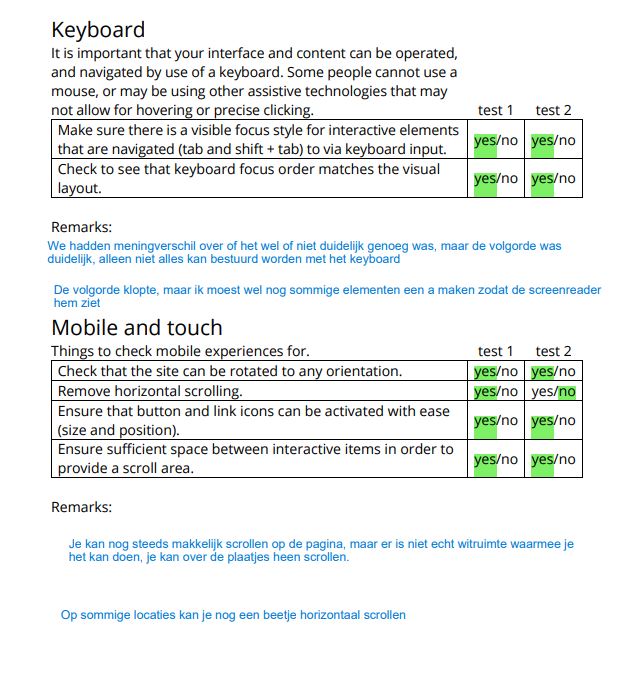 Keyboard
It is important that your interface and content can be operated,
and navigated by use of a keyboard. Some people cannot use a
mouse, or may be using other assistive technologies that may
not allow for hovering or precise clicking. test 1 test 2
Make sure there is a visible focus style for interactive elements
that are navigated (tab and shift + tab) to via keyboard input. yes/no yes/no
Check to see that keyboard focus order matches the visual
layout. yes/no yes/no
Remarks:
We hadden meningverschil over of het wel of niet duidelijk genoeg was, maar de volgorde was
duidelijk, alleen niet alles kan bestuurd worden met het keyboard
De volgorde klopte, maar ik moest wel nog sommige elementen een a maken zodat de screenreader
hem ziet
Mobile and touch
Things to check mobile experiences for. test 1 test 2
Check that the site can be rotated to any orientation. yes/no yes/no
Remove horizontal scrolling. yes/no yes/no
Ensure that button and link icons can be activated with ease
(size and position). yes/no yes/no
Ensure sufficient space between interactive items in order to
provide a scroll area. yes/no yes/no
Remarks:
Je kan nog steeds makkelijk scrollen op de pagina, maar er is niet echt witruimte waarmee je
het kan doen, je kan over de plaatjes heen scrollen.
Op sommige locaties kan je nog een beetje horizontaal scrollen